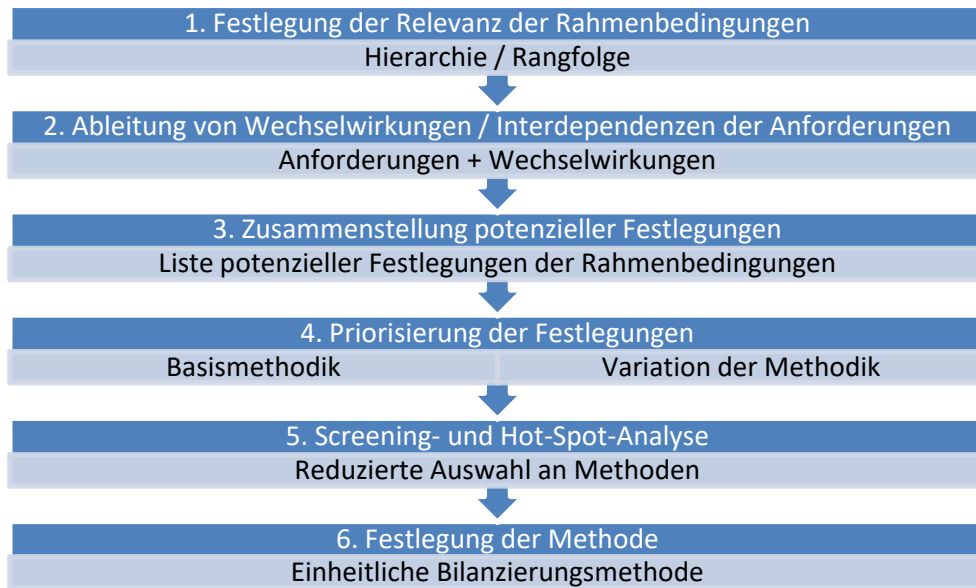 1. Festlegung der Relevanz der Rahmenbedingungen
Hierarchie / Rangfolge
2. Ableitung von Wechselwirkungen / Interdependenzen der Anforderungen
Anforderungen + Wechselwirkungen
3. Zusammenstellung potenzieller Festlegungen
Liste potenzieller Festlegungen der Rahmenbedingungen
4. Priorisierung der Festlegungen
Basismethodik Variation der Methodik
5. Screening- und Hot-Spot-Analyse
Reduzierte Auswahl an Methoden
6. Festlegung der Methode
Einheitliche Bilanzierungsmethode